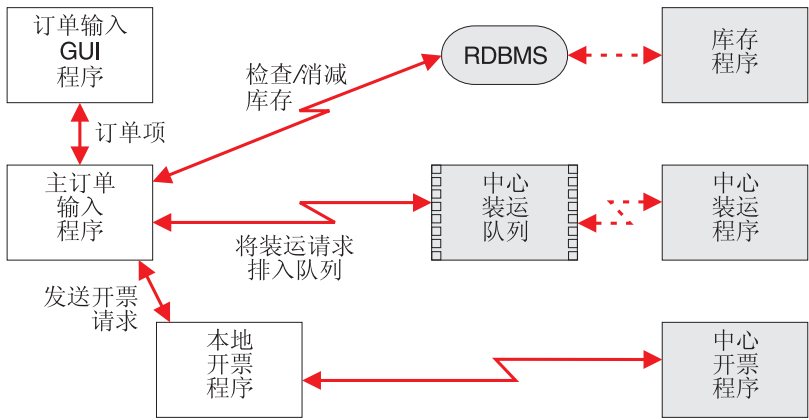 订单输入
GUI
程序
RDBMS
库存
程序
检查/消减
库存
订单项
主订单
输入
程序
中心
装运
队列
中心
装运
程序
将装运请求
排入队列
发送开票
请求
本地
开票
程序
中心
开票
程序